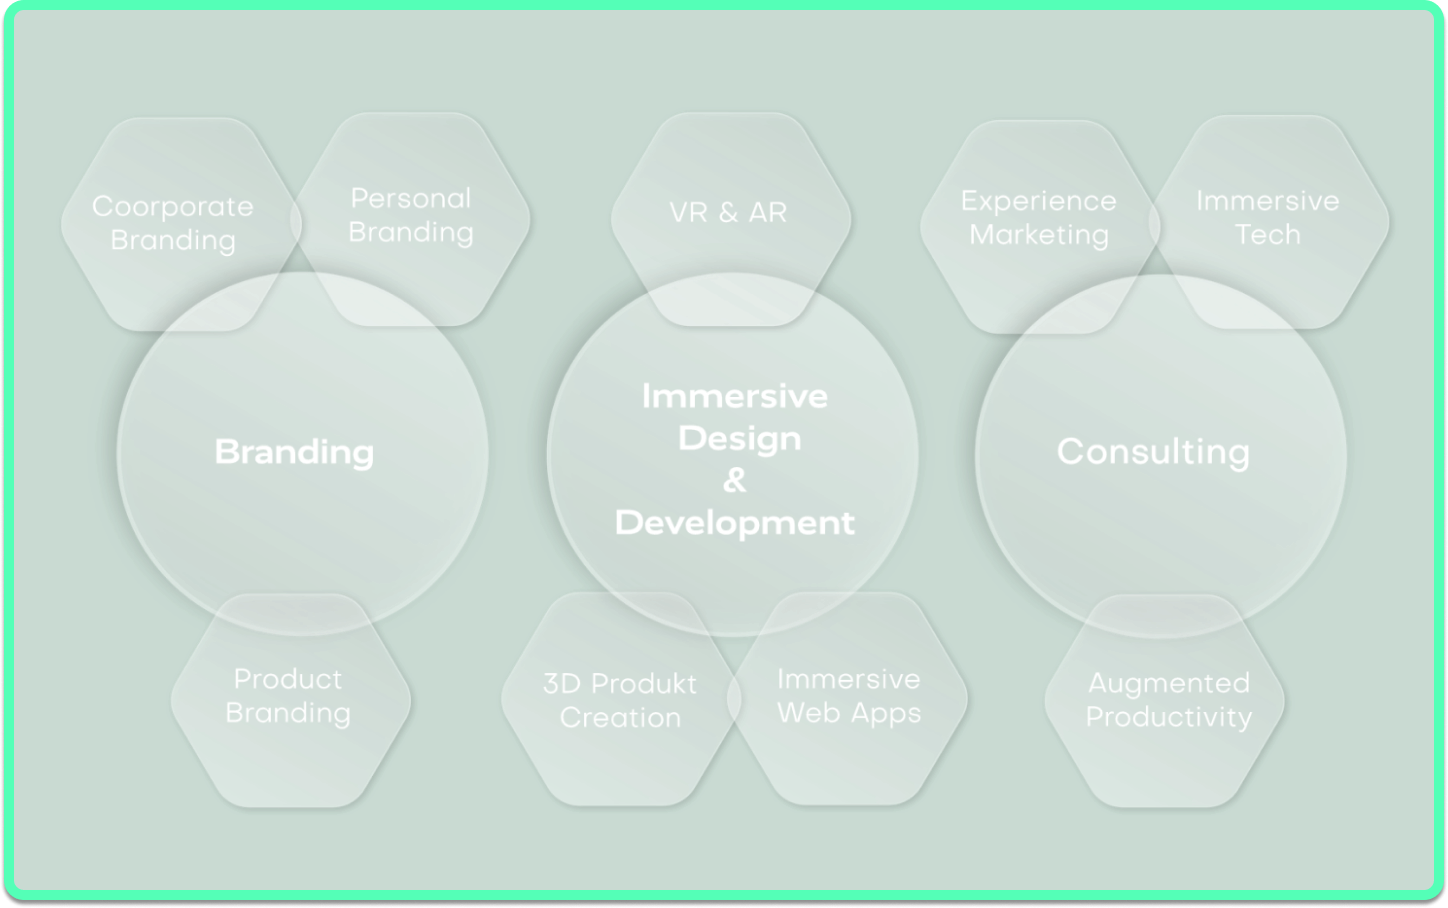 Coorporate
Branding
Personal
Branding
VR & AR
Experience
Marketing
Immersive
Tech
Branding
Immersive
Design
&
Development
Consulting
Product
Branding
3D Produkt
Creation
Immersive
Web Apps
Augmented
Productivity